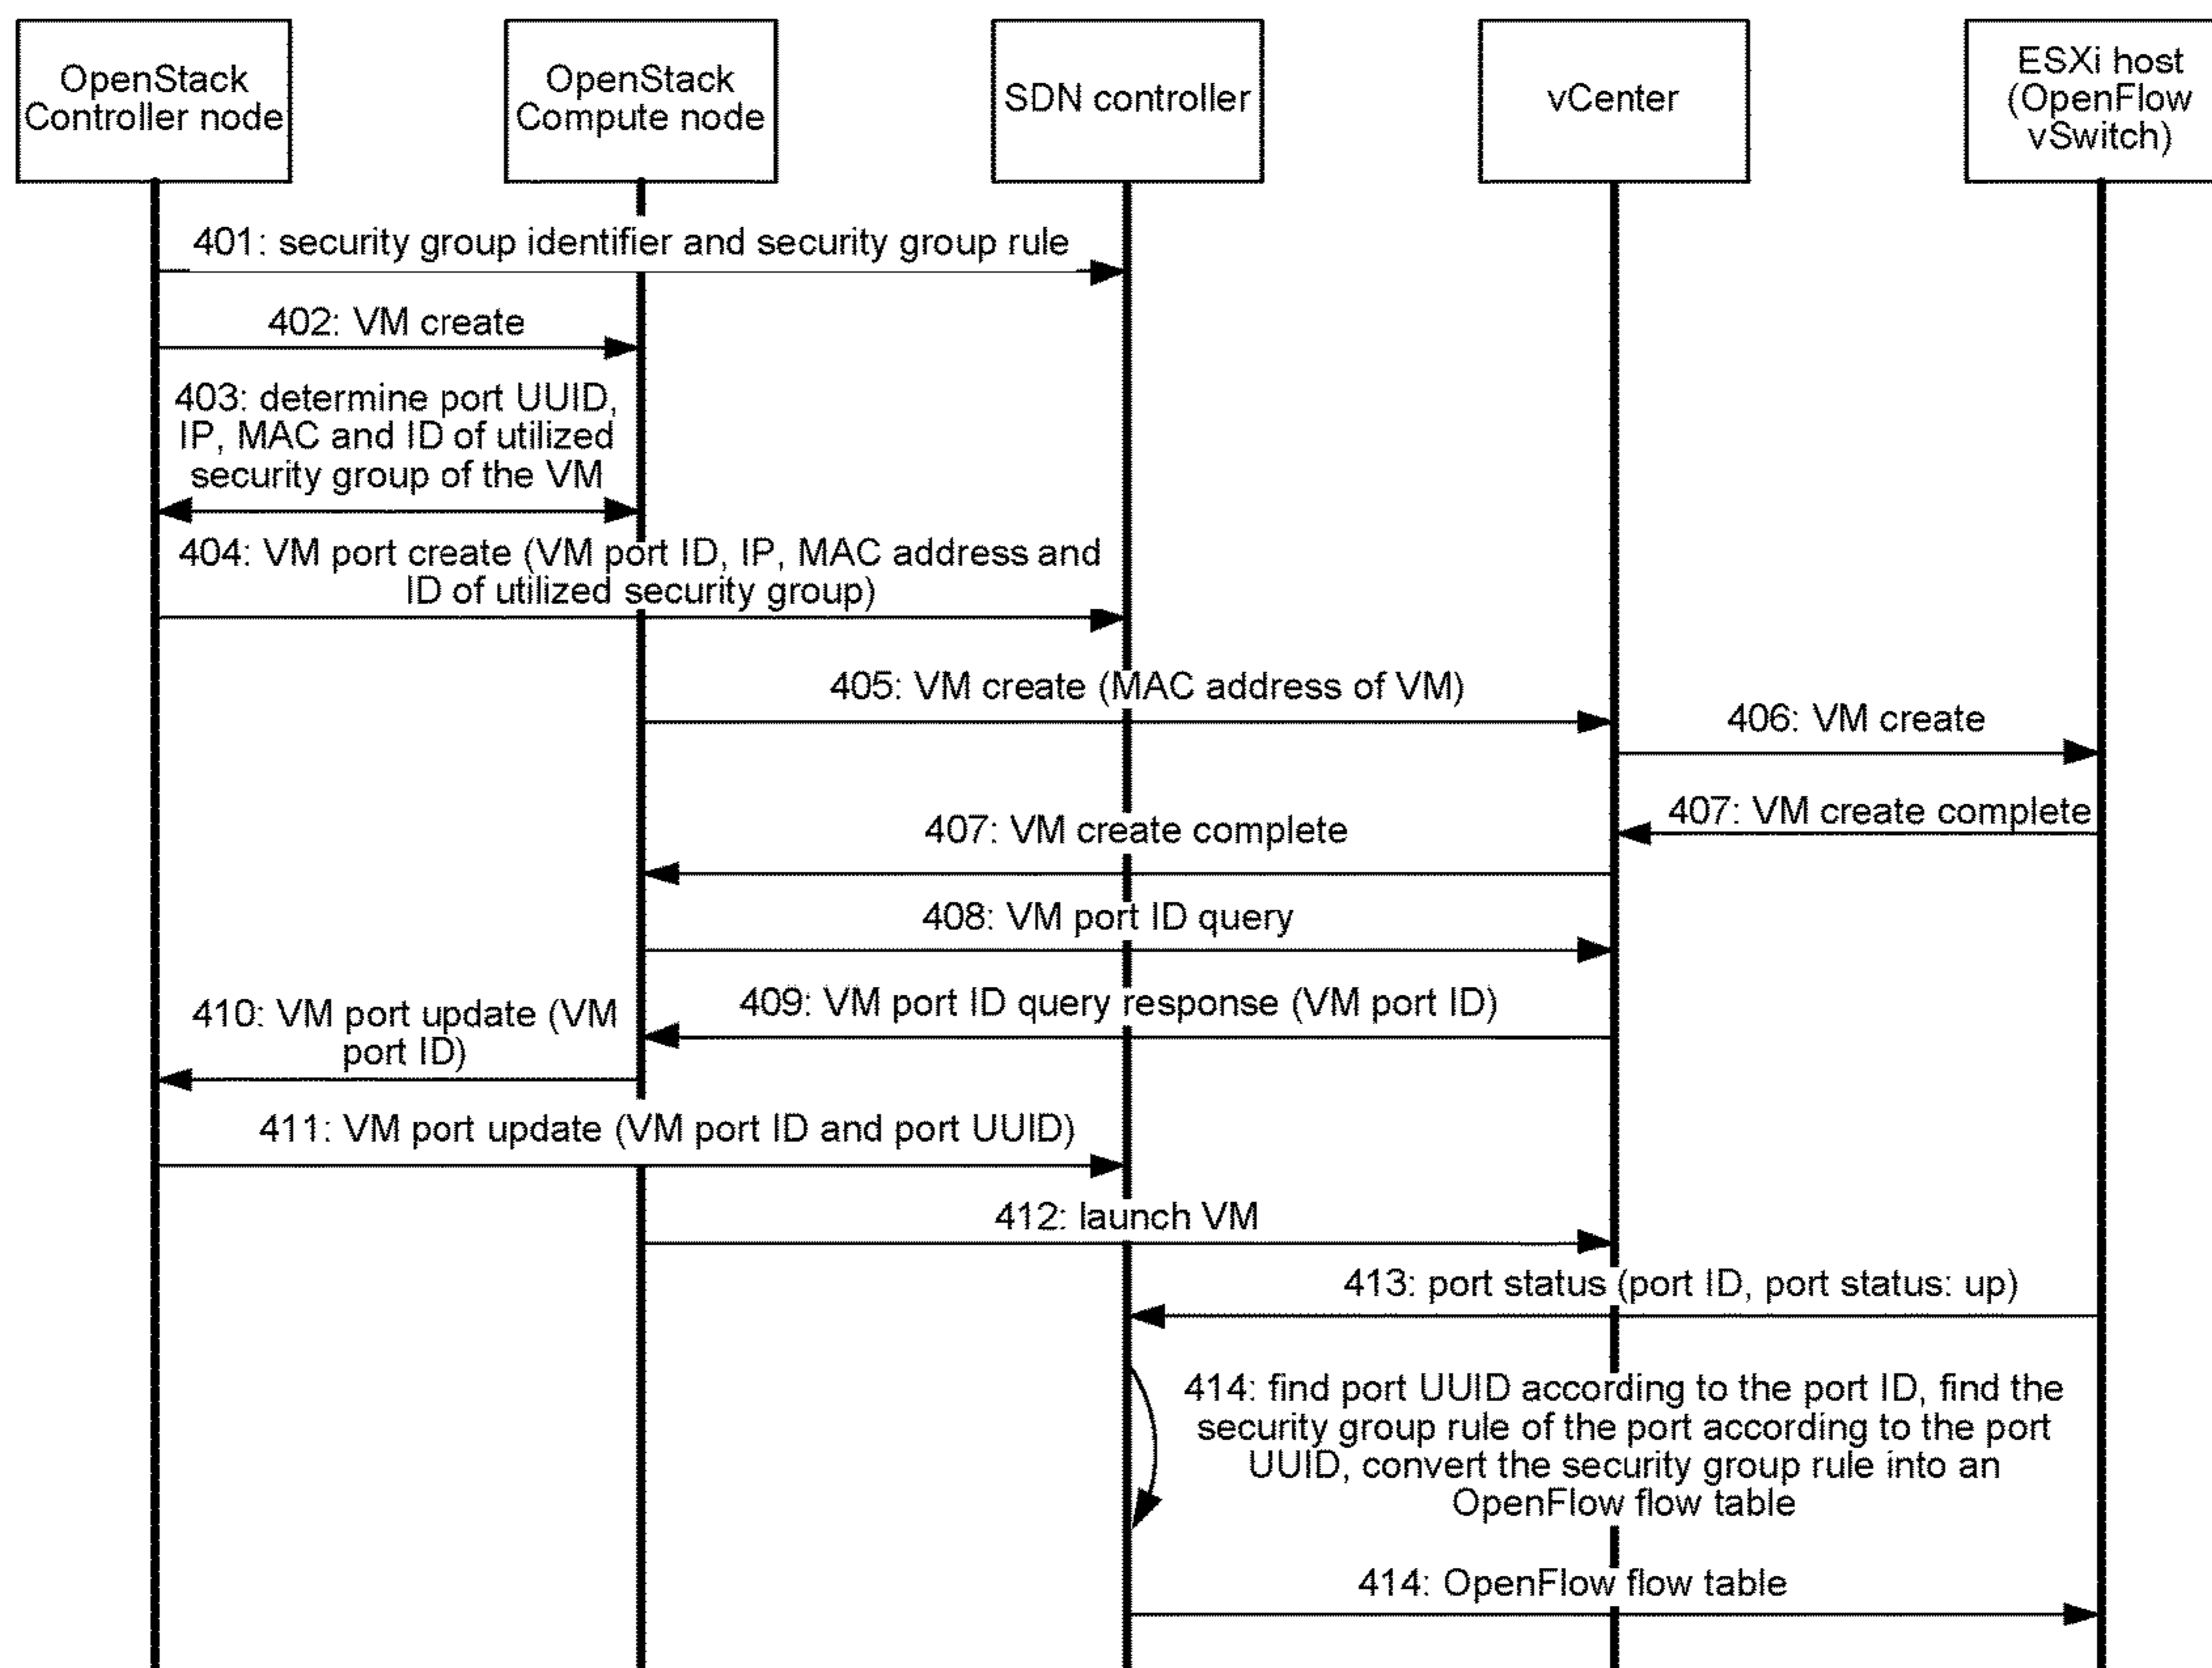 OpenStack
Controller node
OpenStack
Compute node
SDN controller
vCenter
ESXi host
(OpenFlow
vSwitch)
401: security group identifier and security group rule
402: VM create
403: determine port UUID,
IP, MAC and ID of utilized
security group of the VM
404: VM port create (VM port ID, IP, MAC address and
ID of utilized security group)
405: VM create (MAC address of VM)
406: VM create
407: VM create complete
407: VM create complete
408: VM port ID query
409: VM port ID query response (VM port ID)
410: VM port update (VM
port ID)
411: VM port update (VM port ID and port UUID)
412: launch VM
413: port status (port ID, port status: up)
414: find port UUID according to the port ID, find the
security group rule of the port according to the port
UUID, convert the security group rule into an
OpenFlow flow table
414: OpenFlow flow table